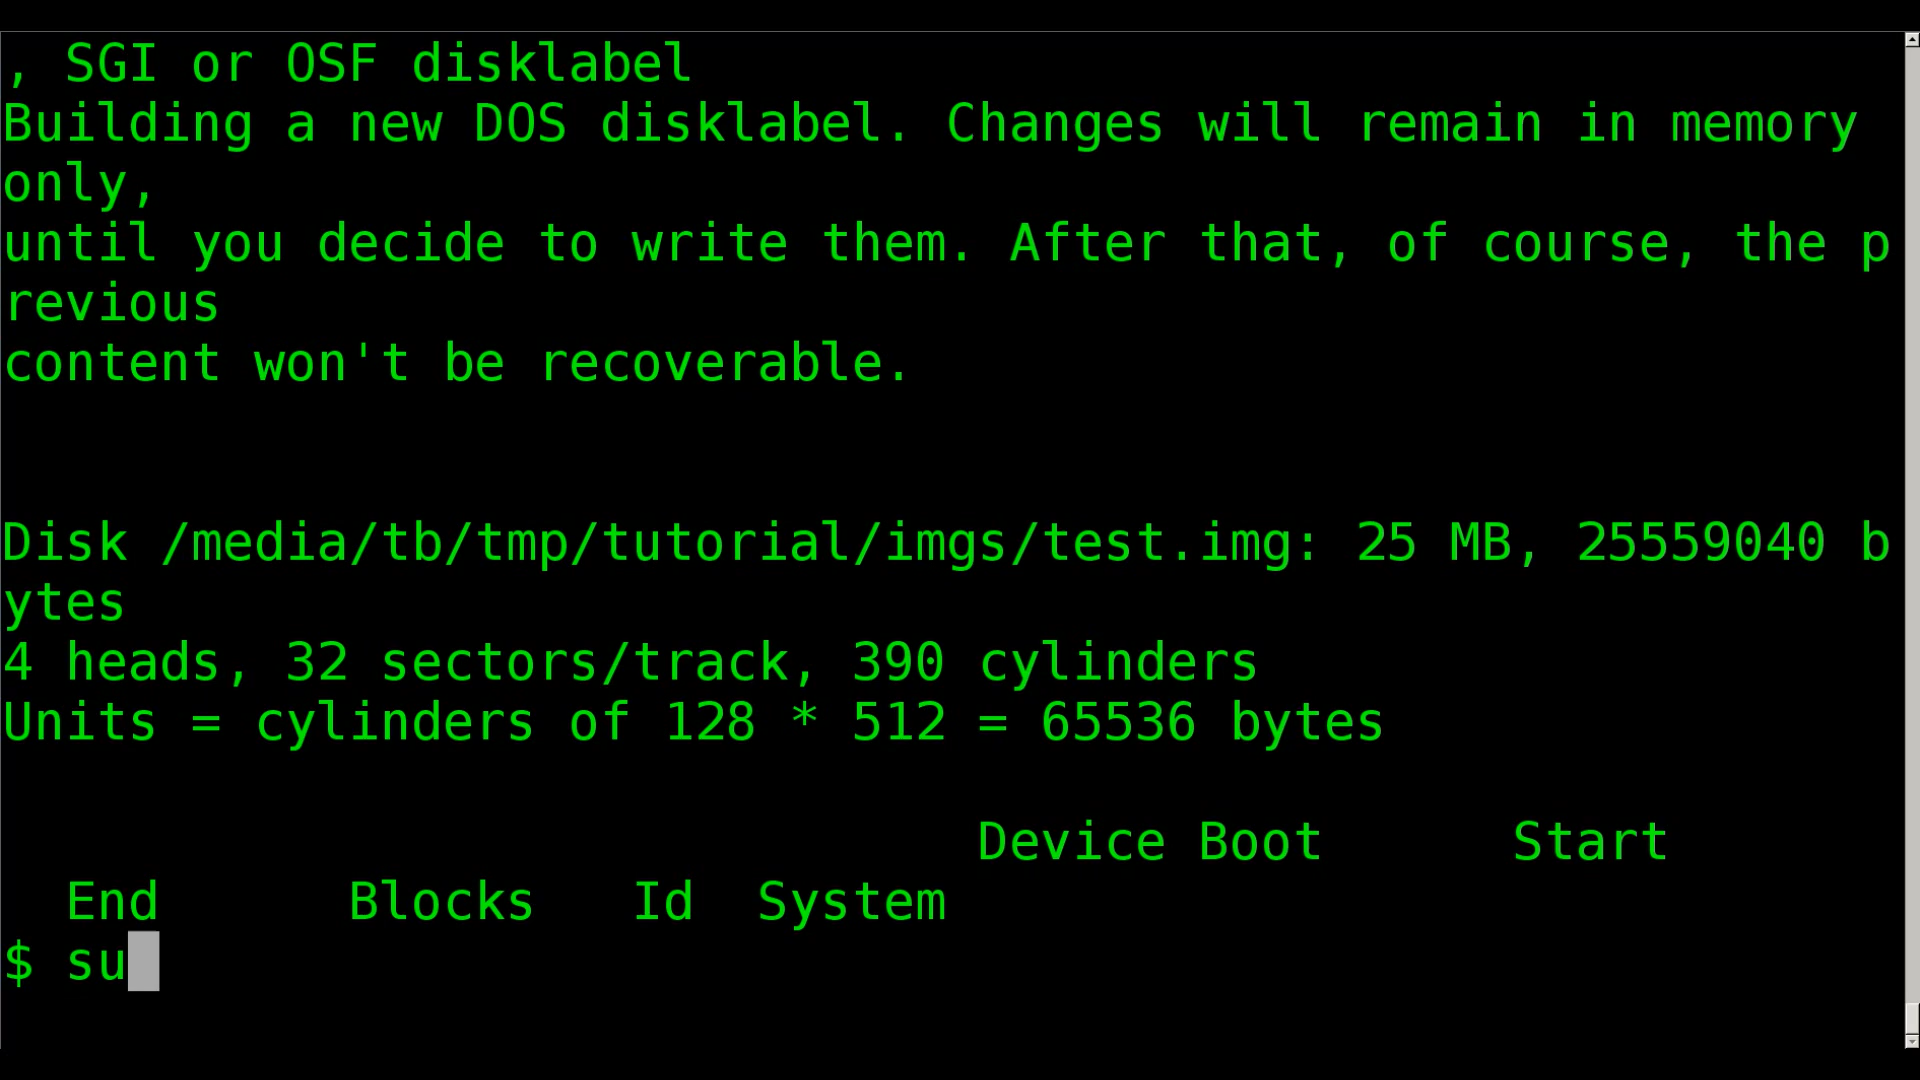 , SGI or OSF disklabel
Building a new DOS disklabel. Changes will remain in memory
only,
until you decide to write them. After that, of course, the p
revious
content won't be recoverable.
Disk /media/tb/tmp/tutorial/imgs/test.img: 25 MB, 25559040 b
ytes
4 heads, 32 sectors/track, 390 cylinders
Units = cylinders of 128 * 512 = 65536 bytes
Device Boot      Start
End      Blocks   Id  System
$ su